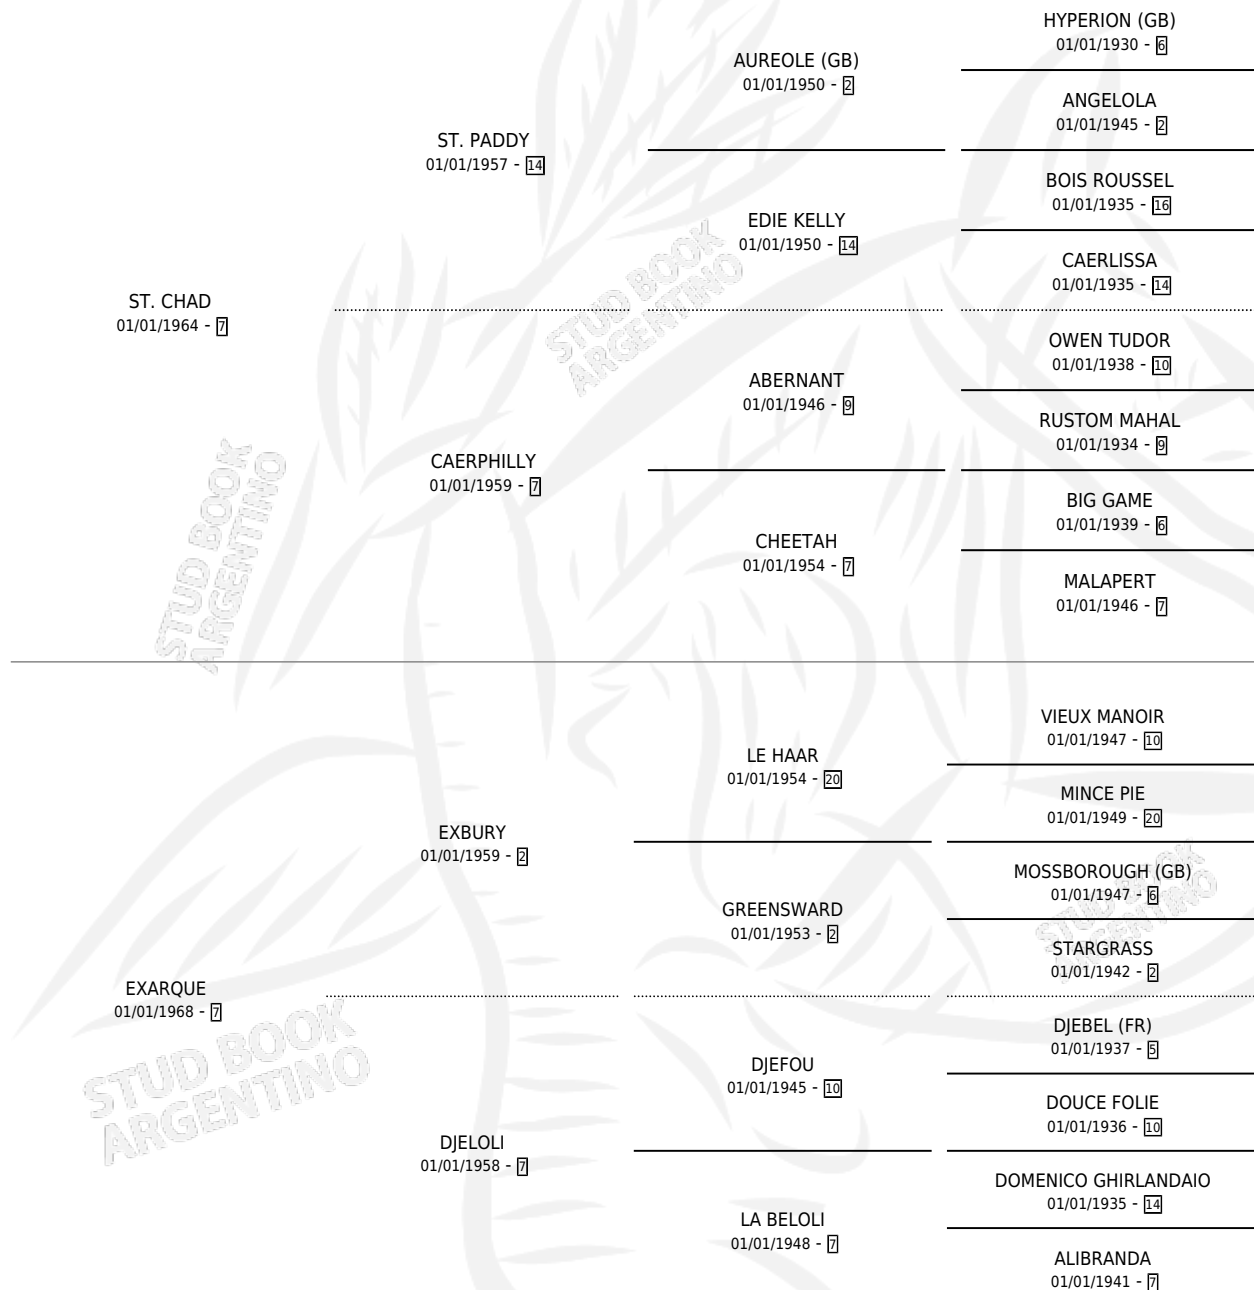 HYPERION (GB)
01/01/1930 - 6
AUREOLE (GB)
01/01/1950 - 2
ANGELOLA
01/01/1945 - 2
ST. PADDY
01/01/1957 - 14
BOIS ROUSSEL
01/01/1935 - 16
EDIE KELLY
01/01/1950 - 14
CAERLISSA
01/01/1935 - 14
ST. CHAD
01/01/1964 - 7
OWEN TUDOR
01/01/1938 - 10
ABERNANT
01/01/1946 - 9
RUSTOM MAHAL
01/01/1934 - 9
CAERPHILLY
01/01/1959 - 7
BIG GAME
01/01/1939 - 6
CHEETAH
01/01/1954 - 7
MALAPERT
01/01/1946 - 7
STUD BOOK
ARGENTINO
STUD BOOK
ARGENTINO
VIEUX MANOIR
01/01/1947 - 10
LE HAAR
01/01/1954 - 20
MINCE PIE
01/01/1949 - 20
EXBURY
01/01/1959 - 2
MOSSBOROUGH (GB)
01/01/1947 - 6
GREENSWARD
01/01/1953 - 2
STARGRASS
01/01/1942 - 2
EXARQUE
01/01/1968 - 7
DJEBEL (FR)
01/01/1937 - 5
DJEFOU
01/01/1945 - 10
DOUCE FOLIE
01/01/1936 - 10
DJELOLI
01/01/1958 - 7
DOMENICO GHIRLANDAIO
01/01/1935 - 14
LA BELOLI
01/01/1948 - 7
ALIBRANDA
01/01/1941 - 7
STUD BOOK
ARGENTINO
STUD BOOK
ARGENTINO